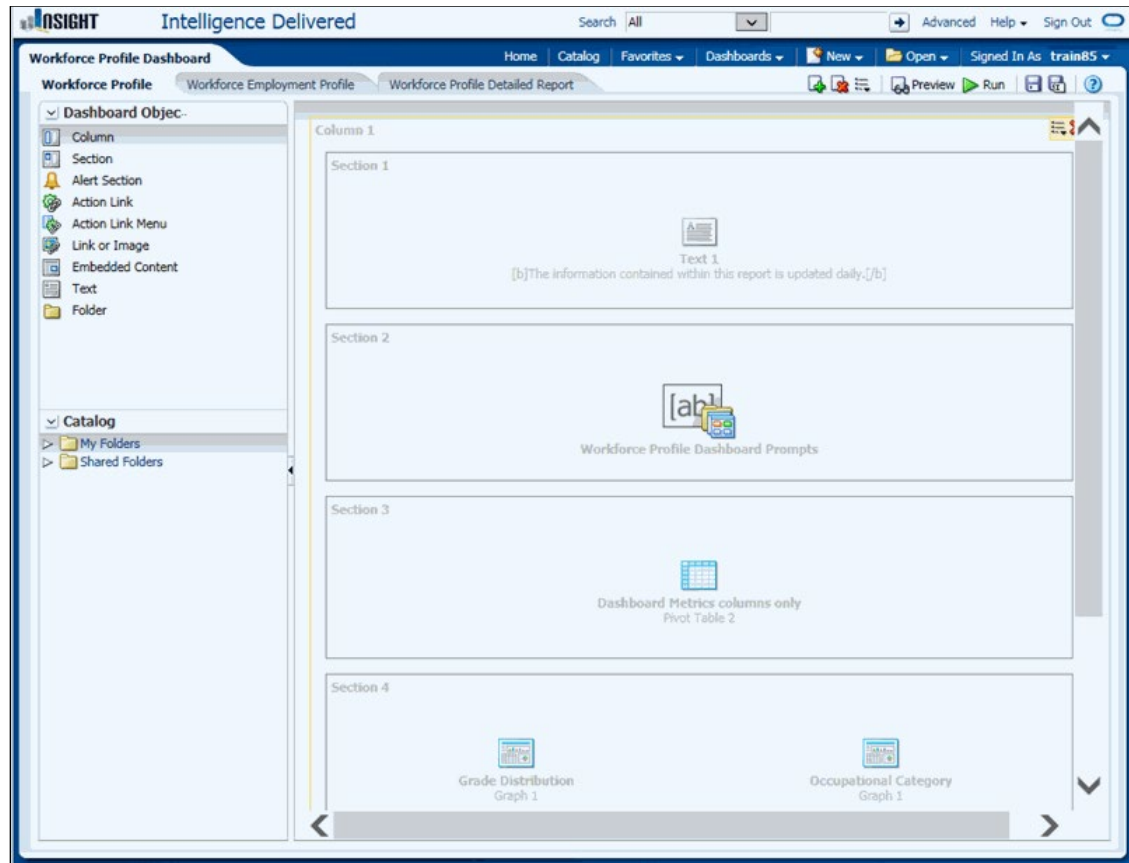 INSIGHT Intelligence Delivered Search All Advanced Help Sign Out
Workforce Profile Dashboard Home Catalog Favorites Dashboards New Open Signed In As train85
Workforce Profile Workforce Employment Profile Workforce Profile Detailed Report Preview Run
Dashboard Objec..
Column
Section
Alert Section
Action Link
Action Link Menu
Link or Image
Embedded Content
Text
Folder
Catalog
My Folders
Shared Folders
Column 1
Section 1
Text 1
[b]The information contained within this report is updated daily.[/b]
Section 2
[ab]
Workforce Profile Dashboard Prompts
Section 3
Dashboard Metrics columns only
Pivot Table 2
Section 4
Grade Distribution Occupational Category
Graph 1 Graph 1